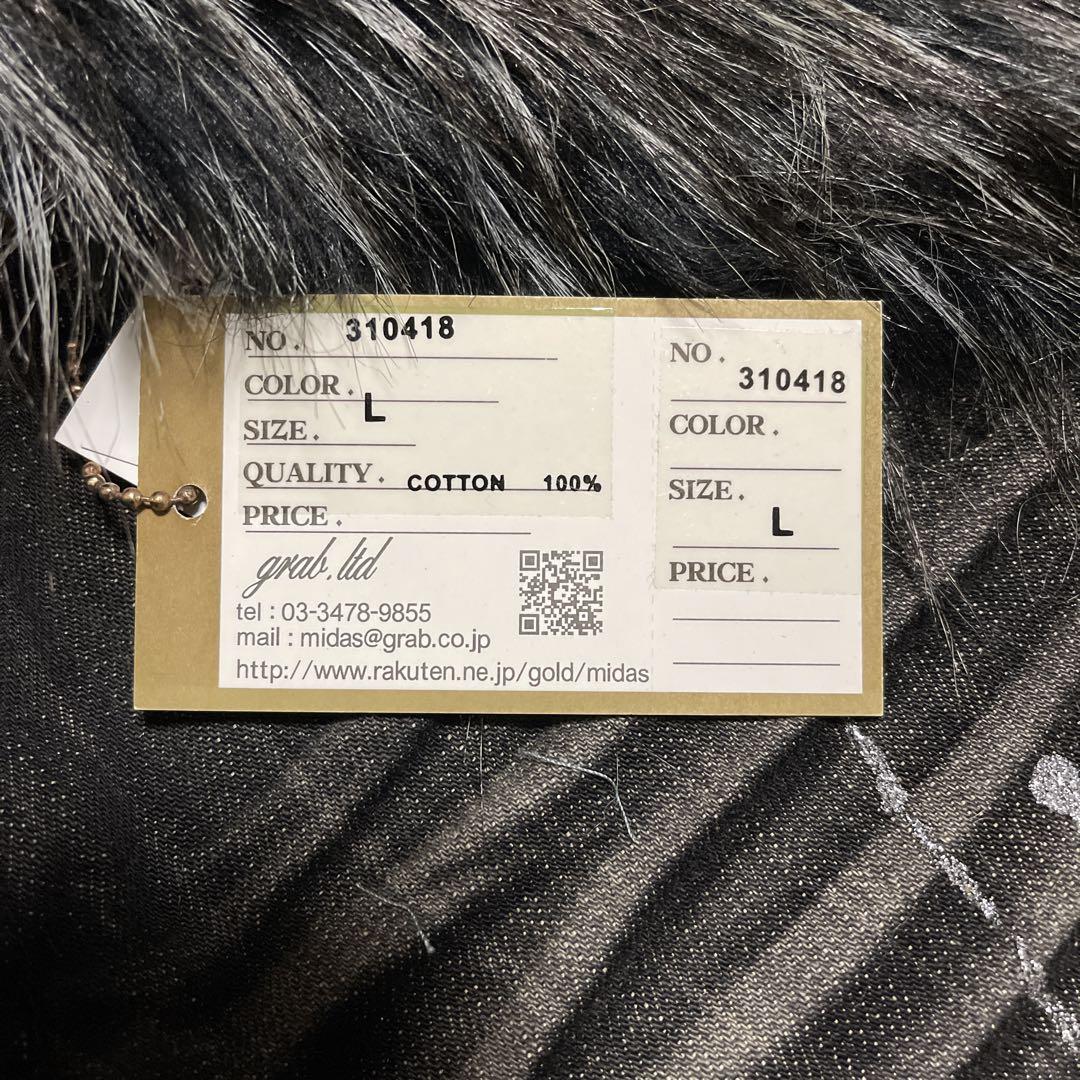 NO. 310418
COLOR.
SIZE. L
QUALITY. COTTON 100%
PRICE.
grab.ltd
tel : 03-3478-9855
mail : midas@grab.co.jp
http://www.rakuten.ne.jp/gold/midas
NO.
310418
COLOR.
SIZE.
L
PRICE.